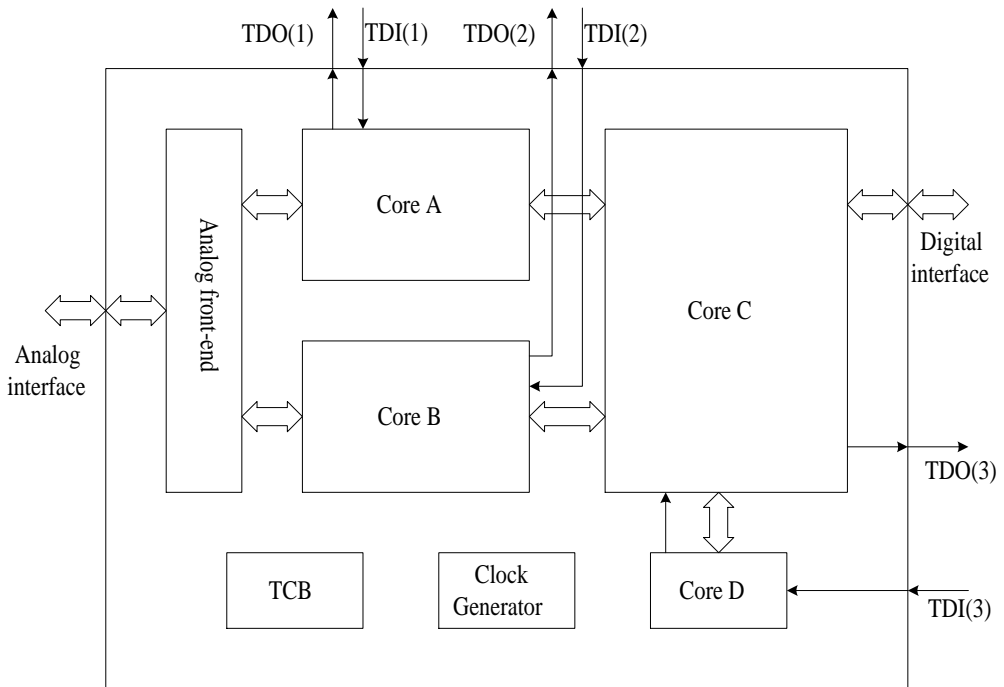 TDO(1)
TDI(1)
TDO(2)
TDI(2)
Core A
Analog front-end
Core C
Digital
interface
Analog
interface
Core B
TDO(3)
TCB
Clock
Generator
Core D
TDI(3)